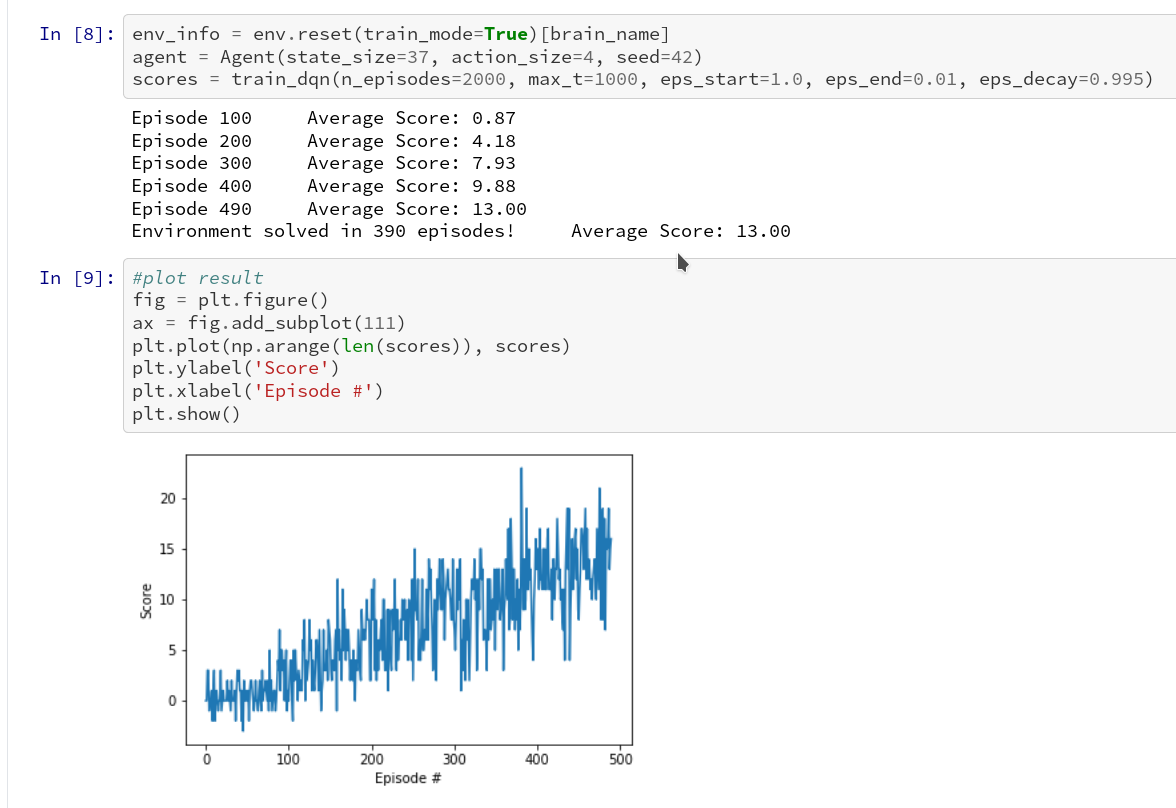 In [8]:
env_info = env.reset(train_mode=True)[brain_name]
agent = Agent(state_size=37, action_size=4, seed=42)
scores = train_dqn(n_episodes=2000, max_t=1000, eps_start=1.0, eps_end=0.01, eps_decay=0.995)
Episode 100     Average Score: 0.87
Episode 200     Average Score: 4.18
Episode 300     Average Score: 7.93
Episode 400     Average Score: 9.88
Episode 490     Average Score: 13.00
Environment solved in 390 episodes!     Average Score: 13.00
In [9]:
#plot result
fig = plt.figure()
ax = fig.add_subplot(111)
plt.plot(np.arange(len(scores)), scores)
plt.ylabel('Score')
plt.xlabel('Episode #')
plt.show()
20
15
10
5
0
Score
0 100 200 300 400 500
Episode #